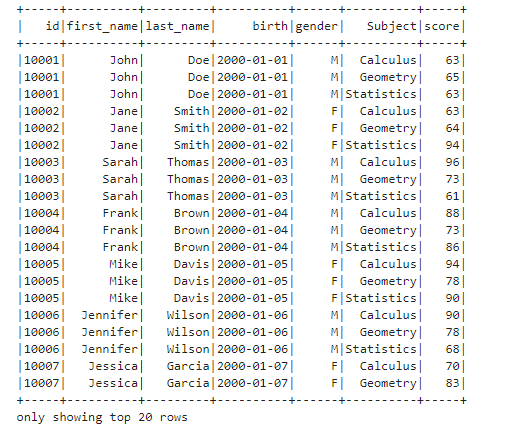 +-----+----------+---------+----------+------+----------+-----+
|   id|first_name|last_name|     birth|gender|   Subject|score|
+-----+----------+---------+----------+------+----------+-----+
|10001|      John|      Doe|2000-01-01|     M|  Calculus|   63|
|10001|      John|      Doe|2000-01-01|     M|  Geometry|   65|
|10001|      John|      Doe|2000-01-01|     M|Statistics|   63|
|10002|      Jane|    Smith|2000-01-02|     F|  Calculus|   63|
|10002|      Jane|    Smith|2000-01-02|     F|  Geometry|   64|
|10002|      Jane|    Smith|2000-01-02|     F|Statistics|   94|
|10003|     Sarah|   Thomas|2000-01-03|     M|  Calculus|   96|
|10003|     Sarah|   Thomas|2000-01-03|     M|  Geometry|   73|
|10003|     Sarah|   Thomas|2000-01-03|     M|Statistics|   61|
|10004|     Frank|    Brown|2000-01-04|     M|  Calculus|   88|
|10004|     Frank|    Brown|2000-01-04|     M|  Geometry|   73|
|10004|     Frank|    Brown|2000-01-04|     M|Statistics|   86|
|10005|      Mike|    Davis|2000-01-05|     F|  Calculus|   94|
|10005|      Mike|    Davis|2000-01-05|     F|  Geometry|   78|
|10005|      Mike|    Davis|2000-01-05|     F|Statistics|   90|
|10006|  Jennifer|   Wilson|2000-01-06|     M|  Calculus|   90|
|10006|  Jennifer|   Wilson|2000-01-06|     M|  Geometry|   78|
|10006|  Jennifer|   Wilson|2000-01-06|     M|Statistics|   68|
|10007|   Jessica|   Garcia|2000-01-07|     F|  Calculus|   70|
|10007|   Jessica|   Garcia|2000-01-07|     F|  Geometry|   83|
+-----+----------+---------+----------+------+----------+-----+
only showing top 20 rows